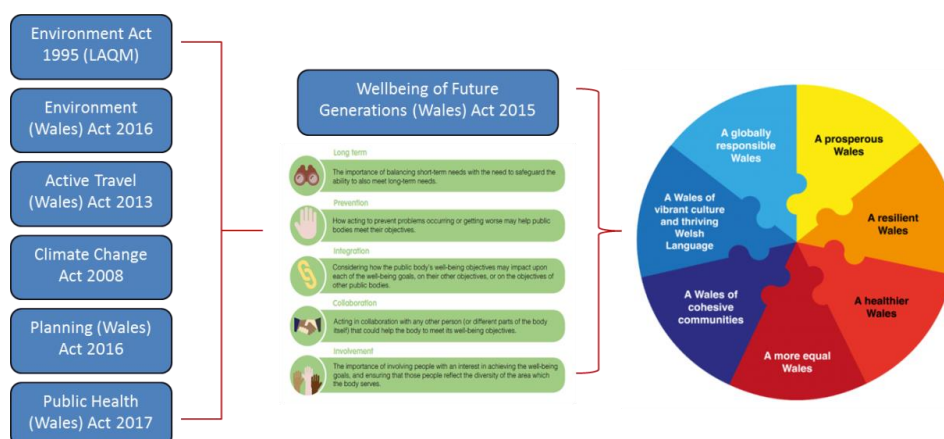 Environment Act
1995 (LAQM)
Environment
(Wales) Act 2016
Active Travel
(Wales) Act 2013
Climate Change
Act 2008
Planning (Wales)
Act 2016
Public Health
(Wales) Act 2017
Wellbeing of Future
Generations (Wales) Act 2015
Long term
The importance of balancing short-term needs with the need to safeguard the
ability to also meet long-term needs.
Prevention
How acting to prevent problems occurring or getting worse may help public
bodies meet their objectives.
Integration
Considering how the public body's well-being objectives may impact upon
each of the well-being goals, on their other objectives, or on the objectives of
other public bodies.
Collaboration
Acting in collaboration with any other person (or different parts of the body
itself) that could help the body to meet its well-being objectives.
Involvement
The importance of involving people with an interest in achieving the well-being
goals, and ensuring that those people reflect the diversity of the area which
the body serves.
A globally
responsible
Wales
A prosperous
Wales
A resilient
Wales
A healthier
Wales
A more equal
Wales
A Wales of
cohesive
communities
A Wales of
vibrant culture
and thriving
Welsh
Language